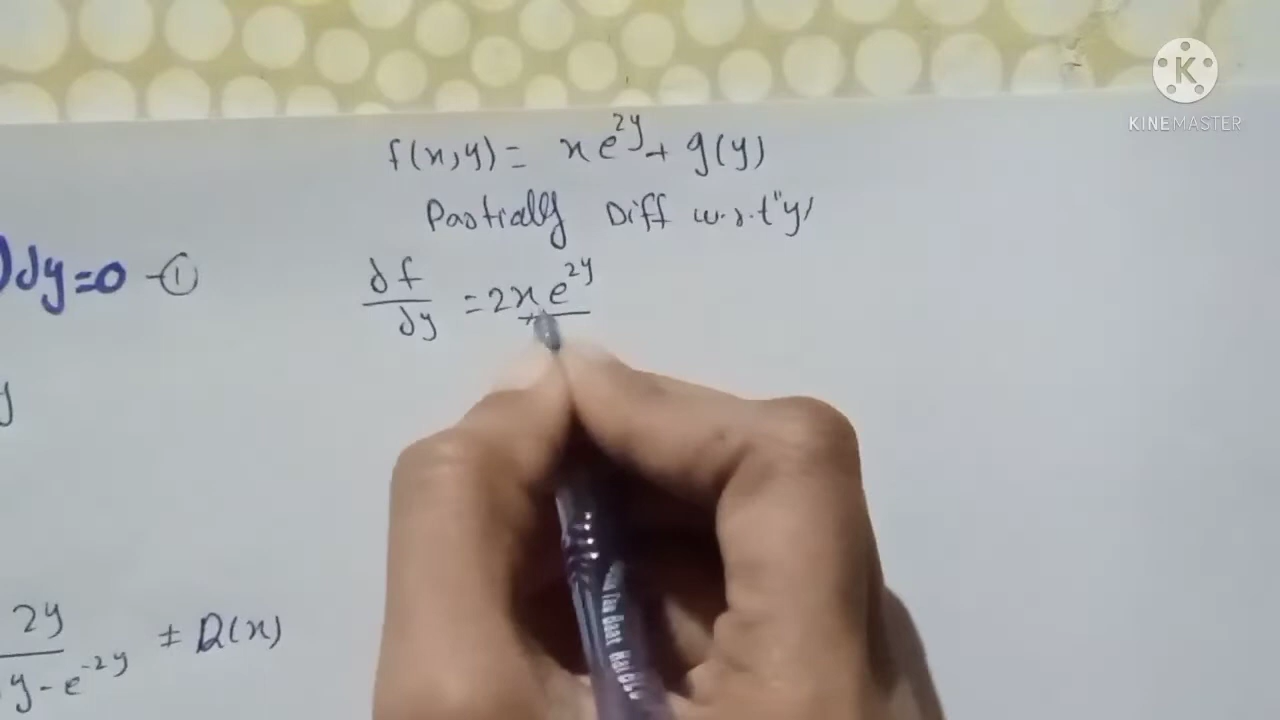 K
KINEMASTER
f(x,y) = xe^{2y} + g(y)
Partially Diff w.r.t "y"
)dy=0 -①
∂f/∂y = 2xe^{2y}
y
2y/y-e^{-2y} ± R(x)